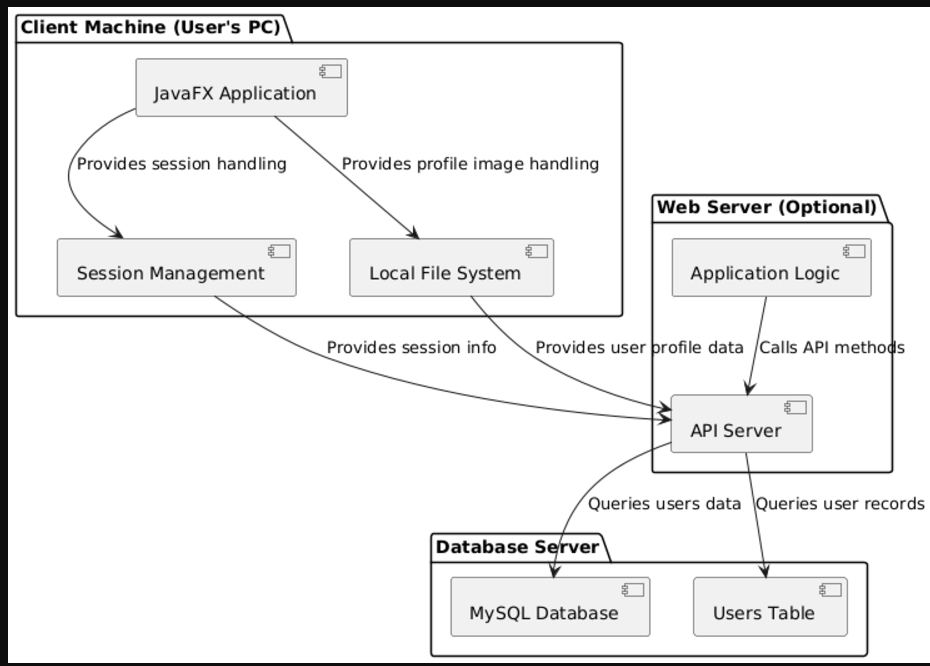 Client Machine (User's PC)
JavaFX Application
Provides session handling
Provides profile image handling
Web Server (Optional)
Session Management
Local File System
Application Logic
Provides session info
Provides user profile data
Calls API methods
API Server
Queries users data
Queries user records
Database Server
MySQL Database
Users Table